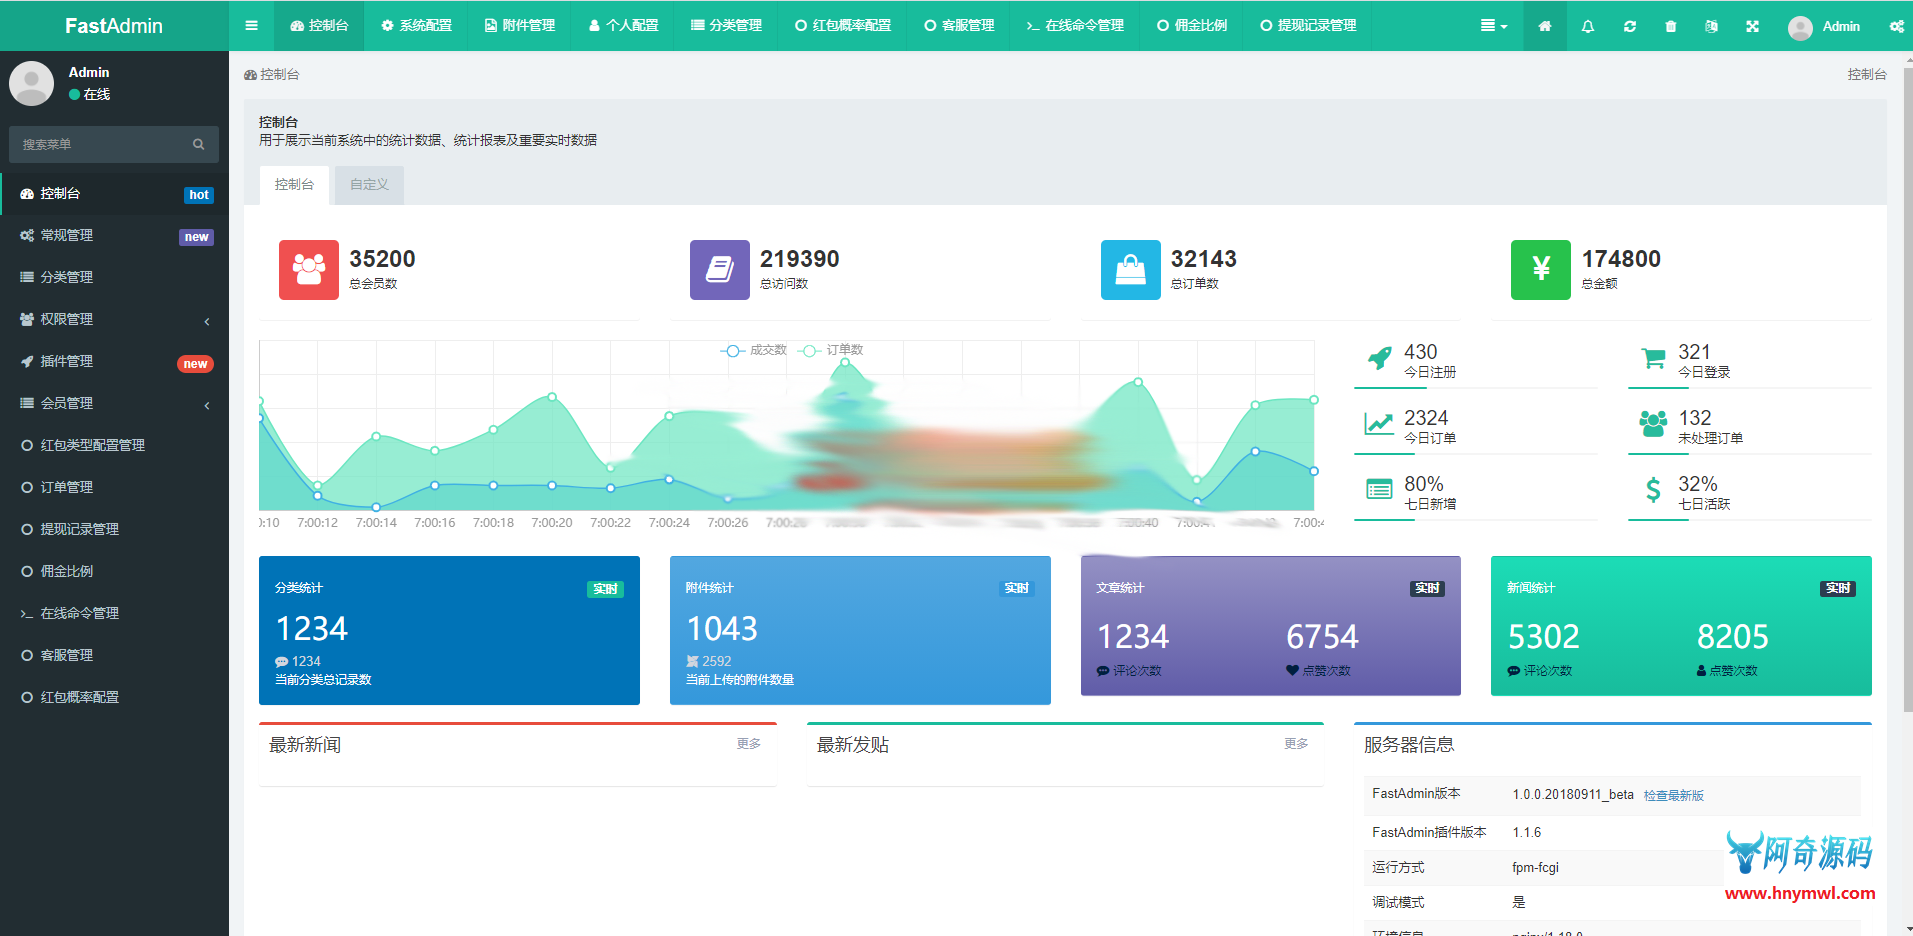 FastAdmin
控制台
系统配置
附件管理
个人配置
分类管理
红包概率配置
客服管理
在线命令管理
佣金比例
提现记录管理
Admin
Admin
在线
搜索菜单
控制台 hot
常规管理 new
分类管理
权限管理
插件管理 new
会员管理
红包类型配置管理
订单管理
提现记录管理
佣金比例
在线命令管理
客服管理
红包概率配置
控制台
控制台
控制台
用于展示当前系统中的统计数据、统计报表及重要实时数据
控制台 自定义
35200
总会员数
219390
总访问数
32143
总订单数
¥
174800
总金额
成交数 订单数
:0:10 7:00:12 7:00:14 7:00:16 7:00:18 7:00:20 7:00:22 7:00:24 7:00:26
430
今日注册
321
今日登录
2324
今日订单
132
未处理订单
80%
七日新增
32%
七日活跃
分类统计 实时
1234
1234
当前分类总记录数
附件统计 实时
1043
2592
当前上传的附件数量
文章统计 实时
1234 6754
评论次数 点赞次数
新闻统计 实时
5302 8205
评论次数 点赞次数
最新新闻 更多
最新发贴 更多
服务器信息
FastAdmin版本 1.0.0.20180911_beta 检查最新版
FastAdmin插件版本 1.1.6
运行方式 fpm-fcgi
调试模式 是
环境信息 nginx/1.18.0
阿奇源码
www.hnymwl.com